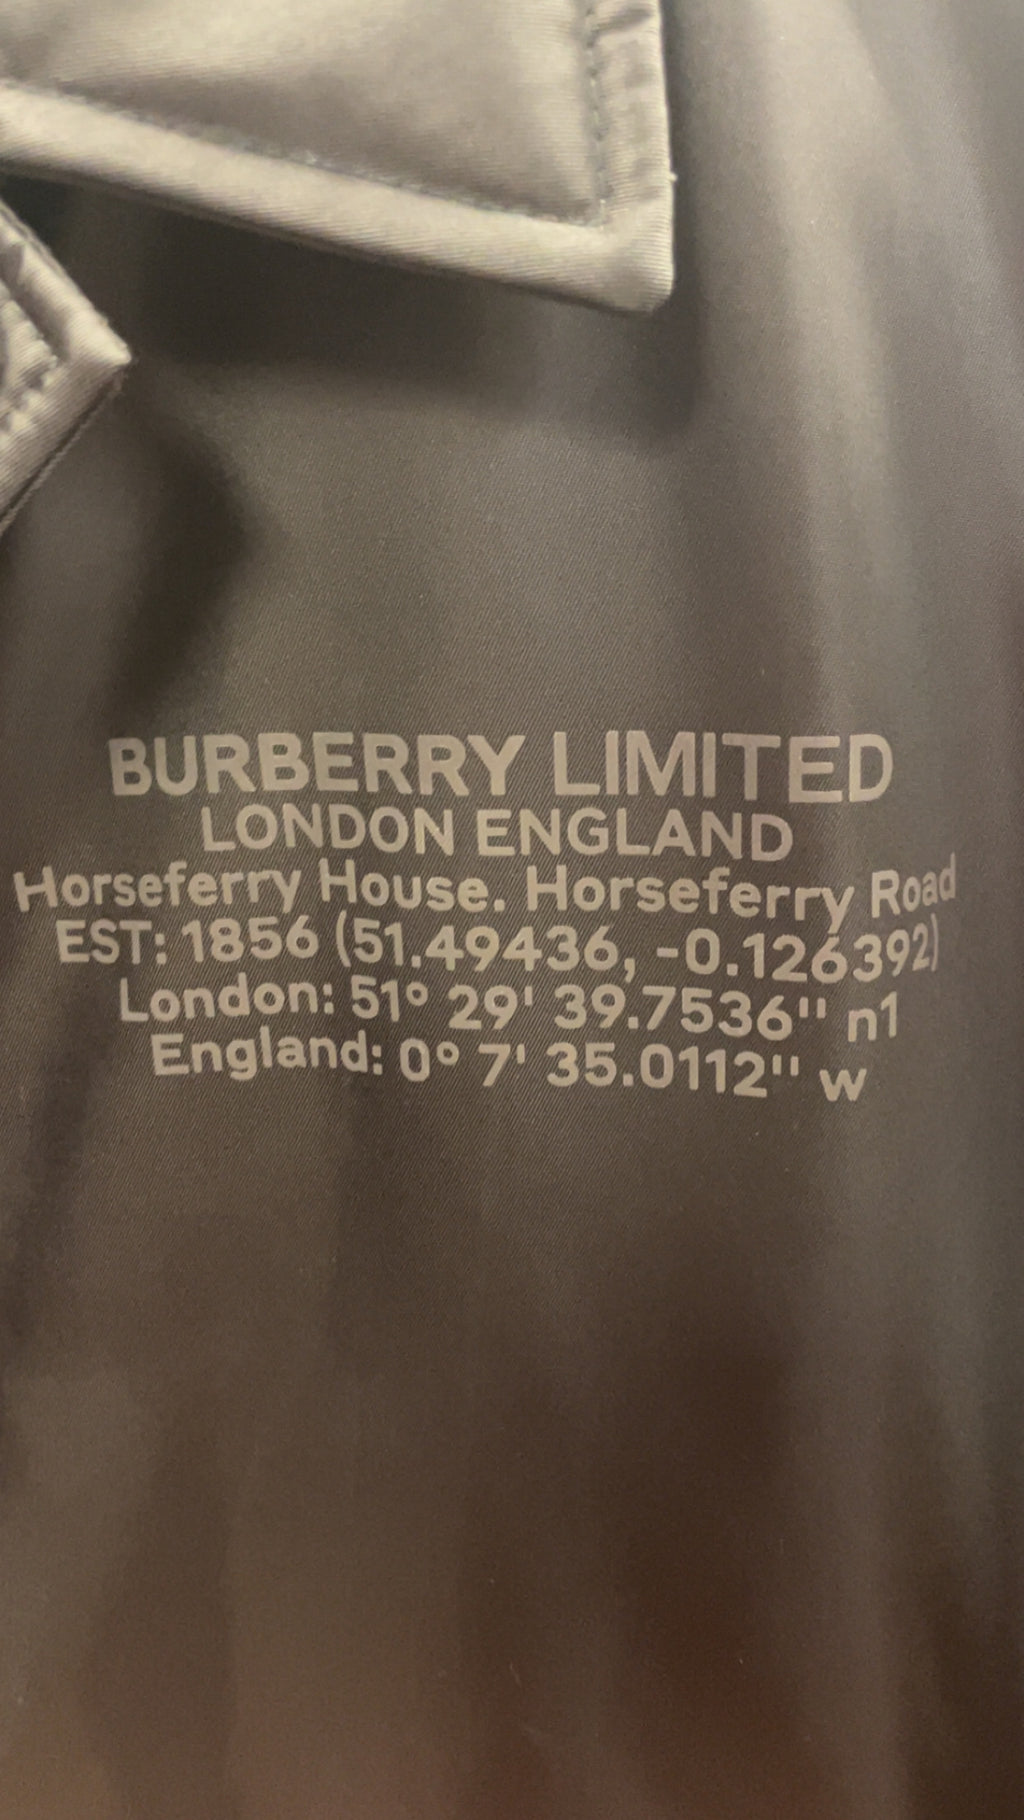 BURBERRY LIMITED
LONDON ENGLAND
Horseferry House. Horseferry Road
EST: 1856 (51.49436, -0.126392)
London: 51° 29' 39.7536'' n1
England: 0° 7' 35.0112'' w